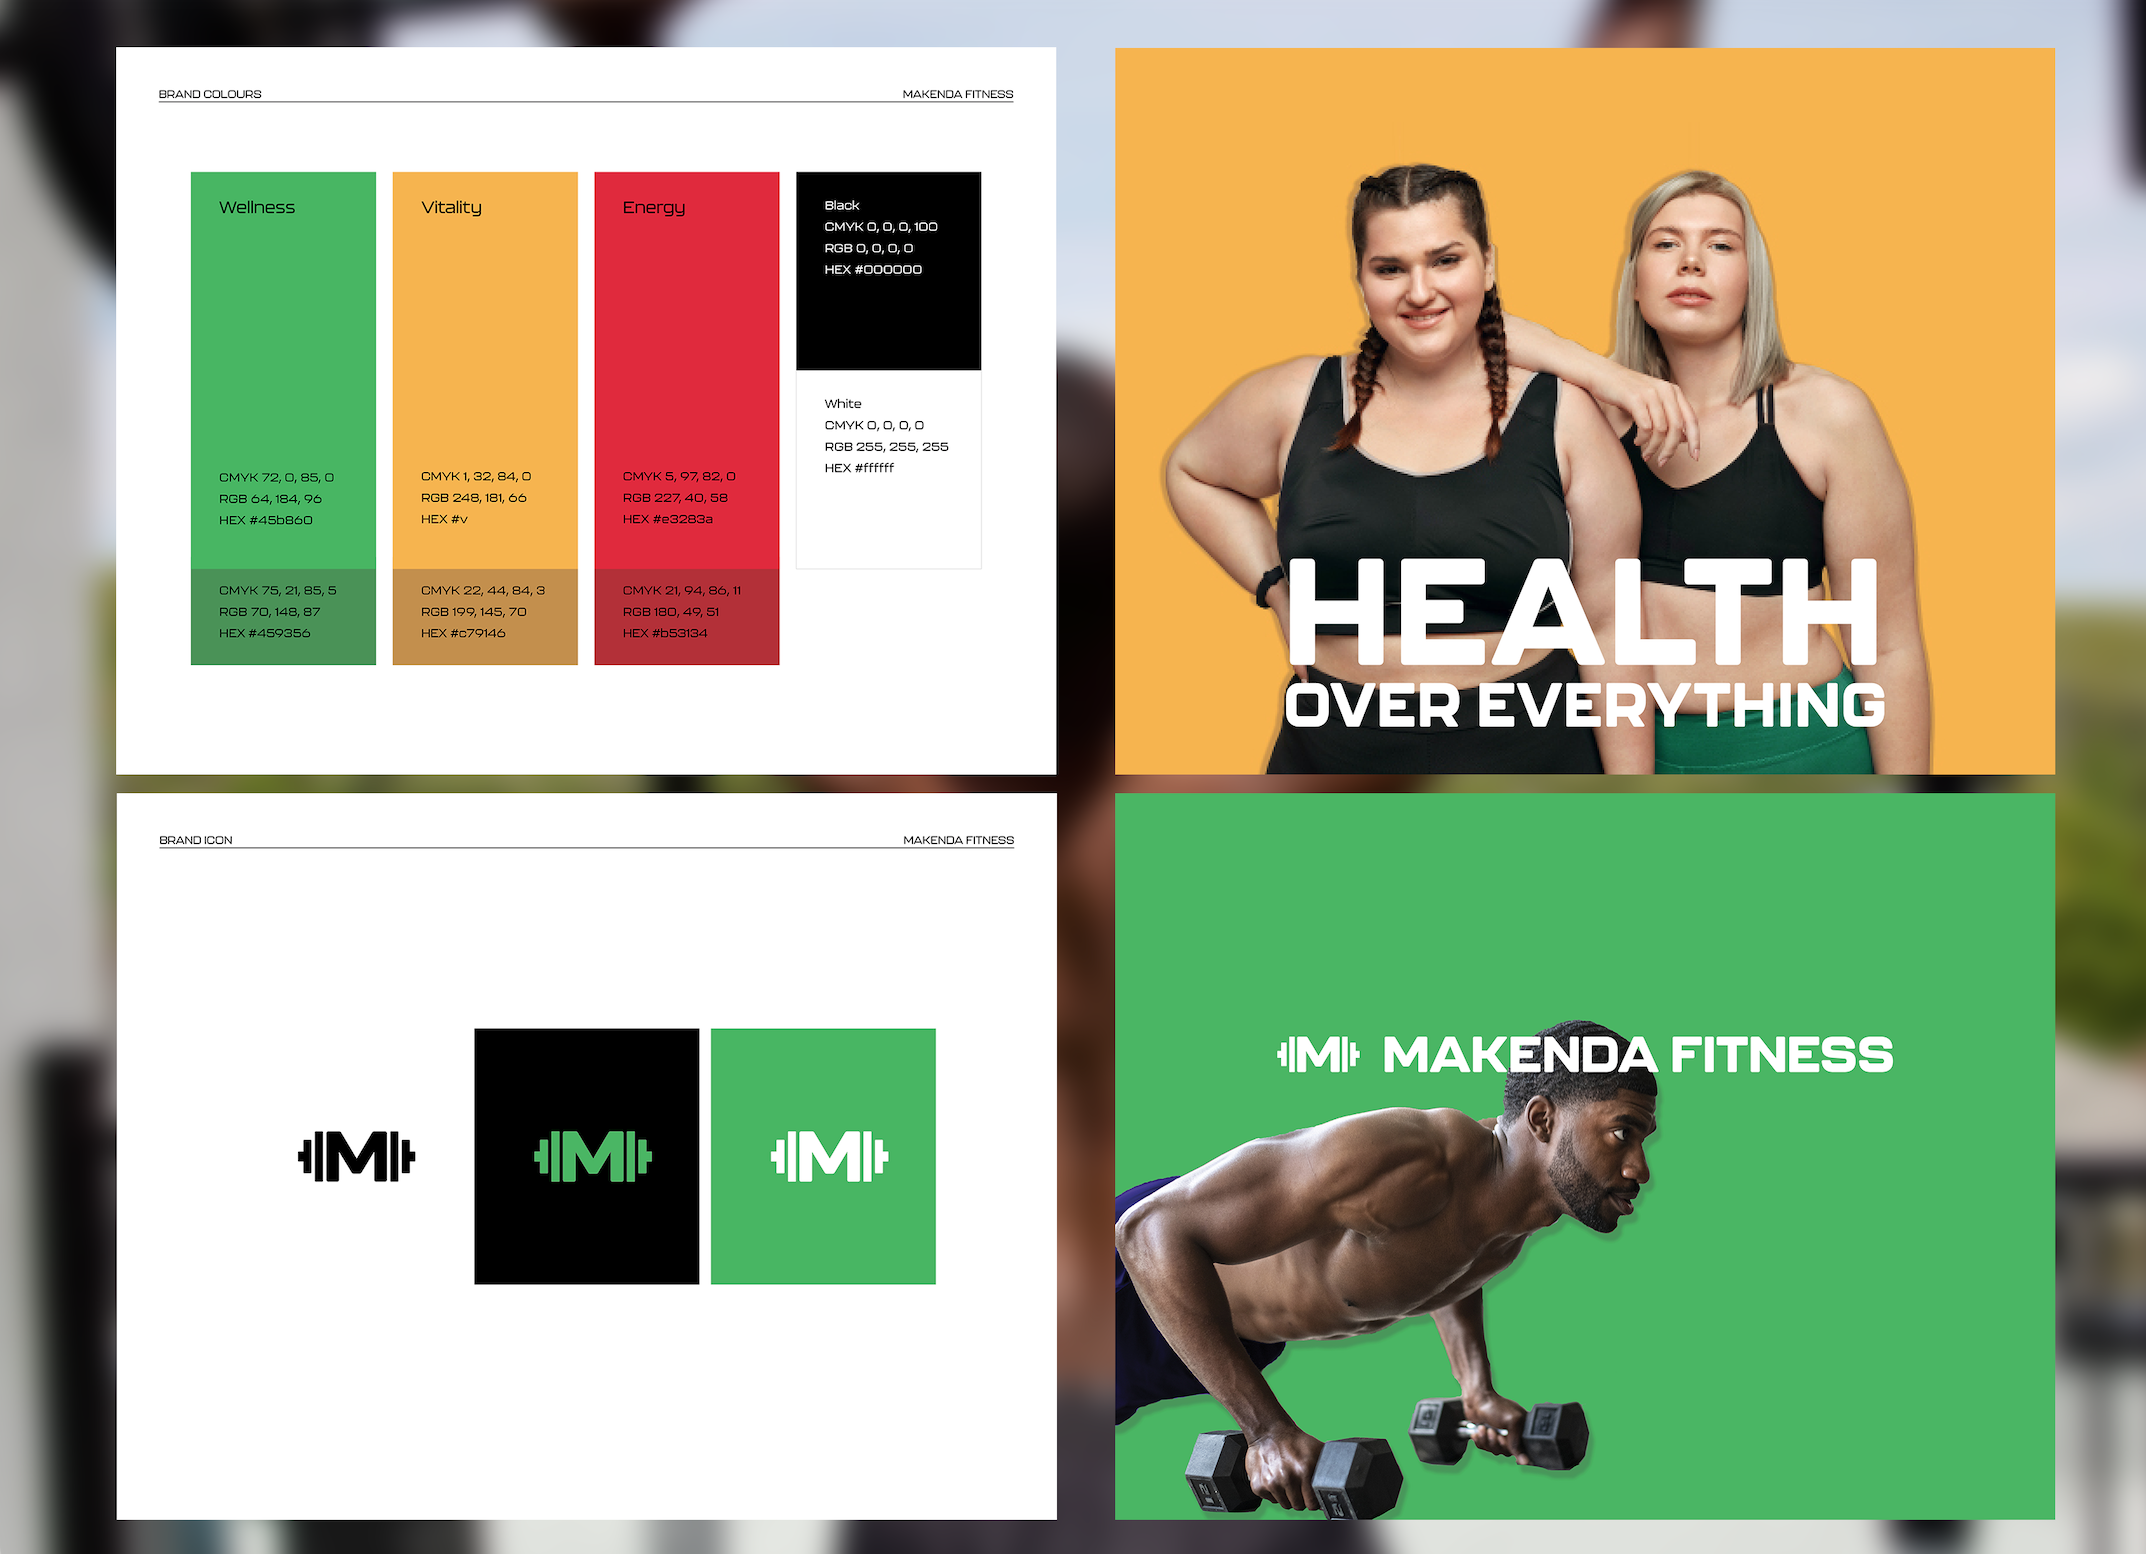 BRAND COLOURS
MAKENDA FITNESS
Wellness
CMYK 72, 0, 85, 0
RGB 64, 184, 96
HEX #45b860
CMYK 75, 21, 85, 5
RGB 70, 148, 87
HEX #459356
Vitality
CMYK 1, 32, 84, 0
RGB 248, 181, 66
HEX #v
CMYK 22, 44, 84, 3
RGB 199, 145, 70
HEX #c79146
Energy
CMYK 5, 97, 82, 0
RGB 227, 40, 58
HEX #e3283a
CMYK 21, 94, 86, 11
RGB 180, 49, 51
HEX #b53134
Black
CMYK 0, 0, 0, 100
RGB 0, 0, 0, 0
HEX #000000
White
CMYK 0, 0, 0, 0
RGB 255, 255, 255
HEX #ffffff
HEALTH
OVER EVERYTHING
BRAND ICON
MAKENDA FITNESS
M
M
M
M MAKENDA FITNESS